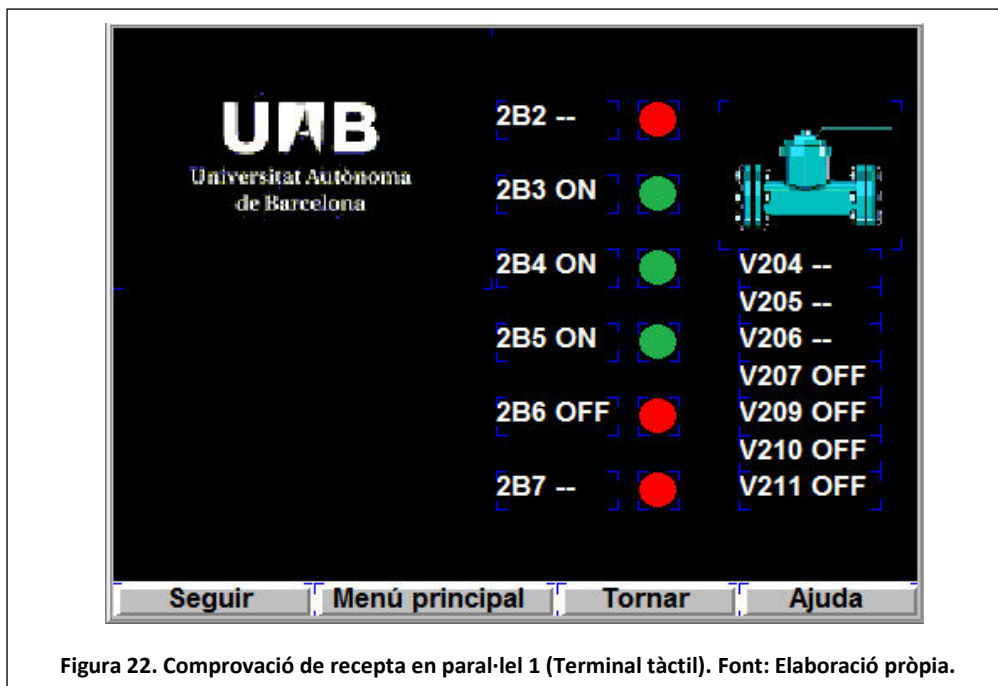 UAB
Universitat Autònoma
de Barcelona
2B2 --
2B3 ON
2B4 ON
2B5 ON
2B6 OFF
2B7 --
V204 --
V205 --
V206 --
V207 OFF
V209 OFF
V210 OFF
V211 OFF
Seguir
Menú principal
Tornar
Ajuda
Figura 22. Comprovació de recepta en paral·lel 1 (Terminal tàctil). Font: Elaboració pròpia.